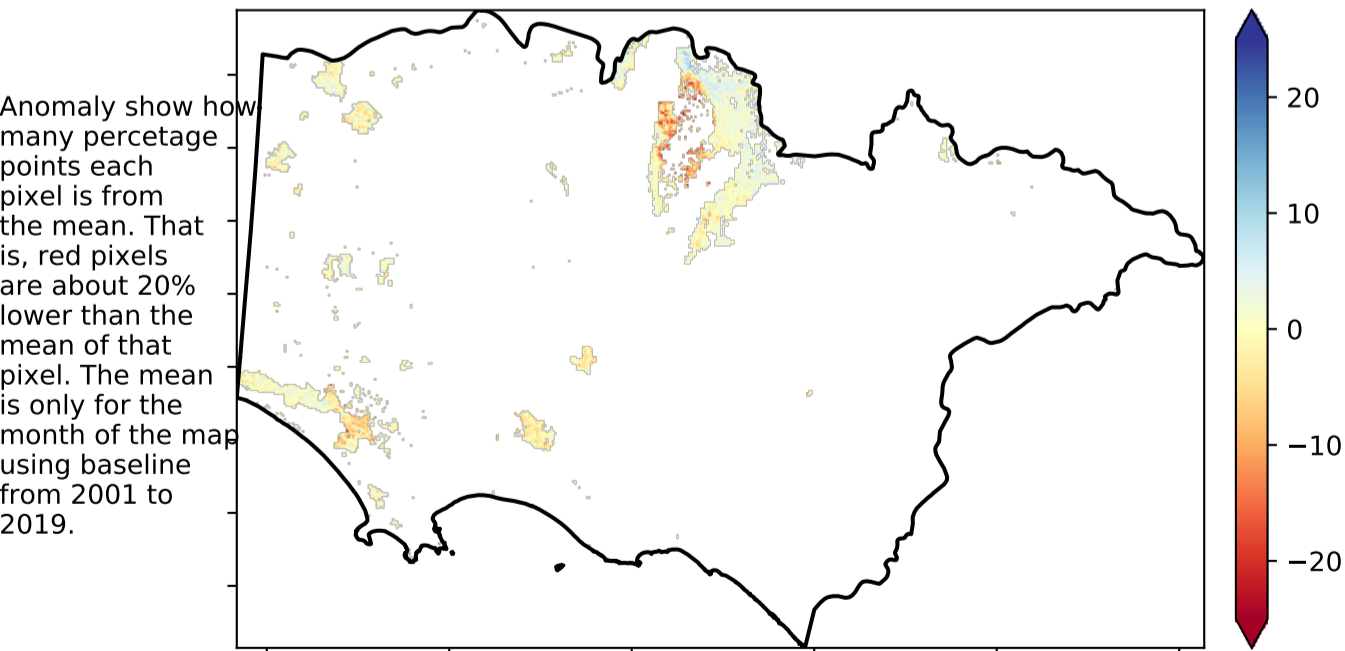 Anomaly show how
many percetage
points each
pixel is from
the mean. That
is, red pixels
are about 20%
lower than the
mean of that
pixel. The mean
is only for the
month of the map
using baseline
from 2001 to
2019.
20
10
0
−10
−20